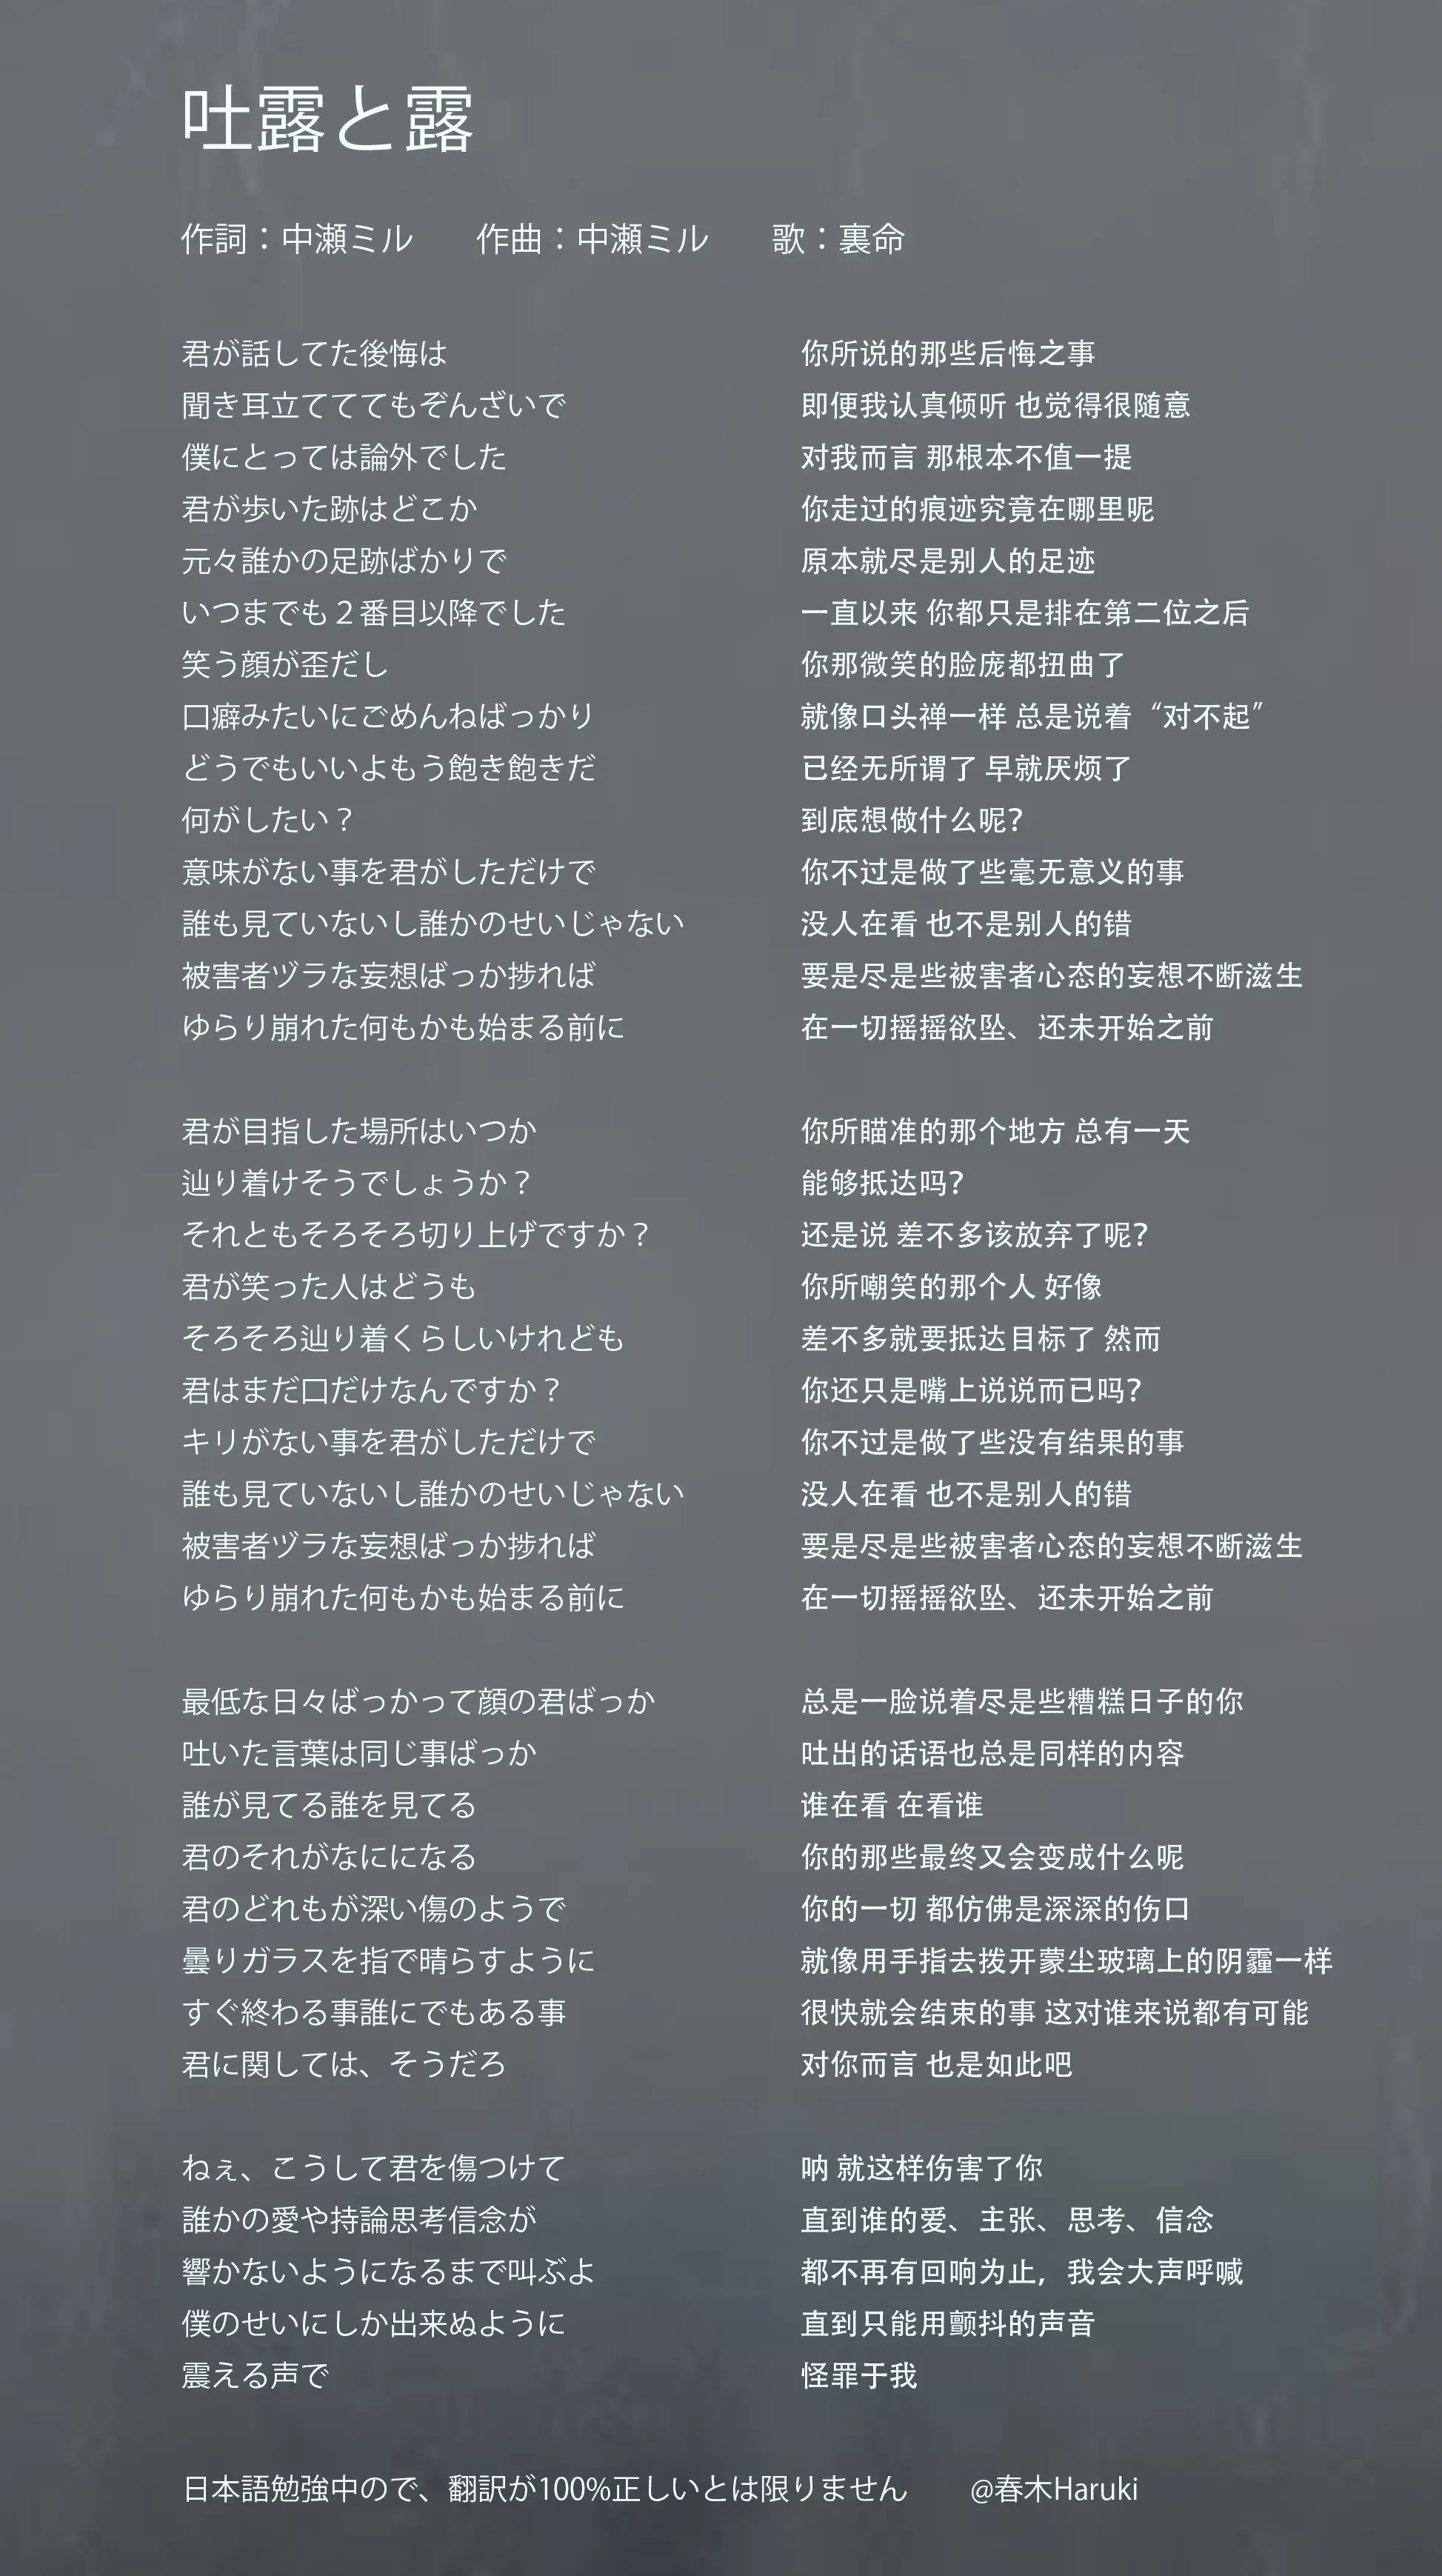 吐露と露
作詞：中瀬ミル　作曲：中瀬ミル　歌：裏命
君が話してた後悔は　你所说的那些后悔之事
聞き耳立ててもぞんざいで　即便我认真倾听 也觉得很随意
僕にとっては論外でした　对我而言 那根本不值一提
君が歩いた跡はどこか　你走过的痕迹究竟在哪里呢
元々誰かの足跡ばかりで　原本就尽是别人的足迹
いつまでも２番目以降でした　一直以来 你都只是排在第二位之后
笑う顔が歪だし　你那微笑的脸庞都扭曲了
口癖みたいにごめんねばっかり　就像口头禅一样 总是说着“对不起”
どうでもいいよもう飽き飽きだ　已经无所谓了 早就厌烦了
何がしたい？　到底想做什么呢?
意味がない事を君がしただけで　你不过是做了些毫无意义的事
誰も見ていないし誰かのせいじゃない　没人在看 也不是别人的错
被害者ヅラな妄想ばっか捗れば　要是尽是些被害者心态的妄想不断滋生
ゆらり崩れた何もかも始まる前に　在一切摇摇欲坠、还未开始之前
君が目指した場所はいつか　你所瞄准的那个地方 总有一天
辿り着けそうでしょうか？　能够抵达吗?
それともそろそろ切り上げですか？　还是说 差不多该放弃了呢?
君が笑った人はどうも　你所嘲笑的那个人 好像
そろそろ辿り着くらしいけれども　差不多就要抵达目标了 然而
君はまだ口だけなんですか？　你还只是嘴上说说而已吗?
キリがない事を君がしただけで　你不过是做了些没有结果的事
誰も見ていないし誰かのせいじゃない　没人在看 也不是别人的错
被害者ヅラな妄想ばっか捗れば　要是尽是些被害者心态的妄想不断滋生
ゆらり崩れた何もかも始まる前に　在一切摇摇欲坠、还未开始之前
最低な日々ばっかって顔の君ばっか　总是一脸说着尽是些糟糕日子的你
吐いた言葉は同じ事ばっか　吐出的话语也总是同样的内容
誰が見てる誰を見てる　谁在看 在看谁
君のそれがなにになる　你的那些最终又会变成什么呢
君のどれもが深い傷のようで　你的一切 都仿佛是深深的伤口
曇りガラスを指で晴らすように　就像用手指去拨开蒙尘玻璃上的阴霾一样
すぐ終わる事誰にでもある事　很快就会结束的事 这对谁来说都有可能
君に関しては、そうだろ　对你而言 也是如此吧
ねぇ、こうして君を傷つけて　呐 就这样伤害了你
誰かの愛や持論思考信念が　直到谁的爱、主张、思考、信念
響かないようになるまで叫ぶよ　都不再有回响为止，我会大声呼喊
僕のせいにしか出来ぬように　直到只能用颤抖的声音
震える声で　怪罪于我
日本語勉強中ので、翻訳が100%正しいとは限りません　@春木Haruki